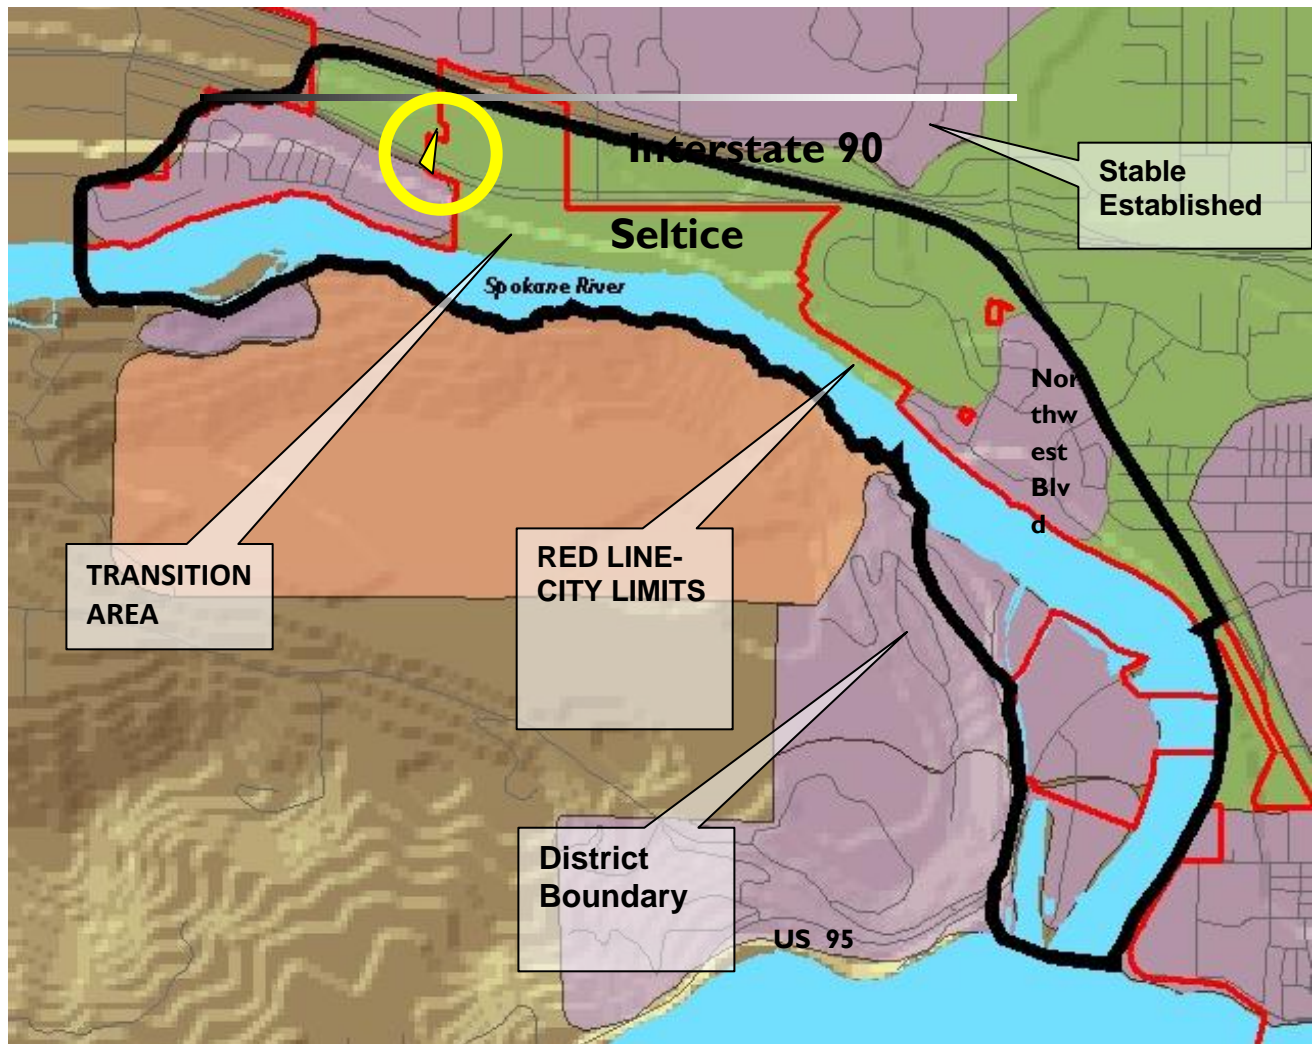 Interstate 90
Stable
Established
Seltice
Spokane River
Nor
thw
est
Blv
d
TRANSITION
AREA
RED LINE-
CITY LIMITS
District
Boundary
US 95